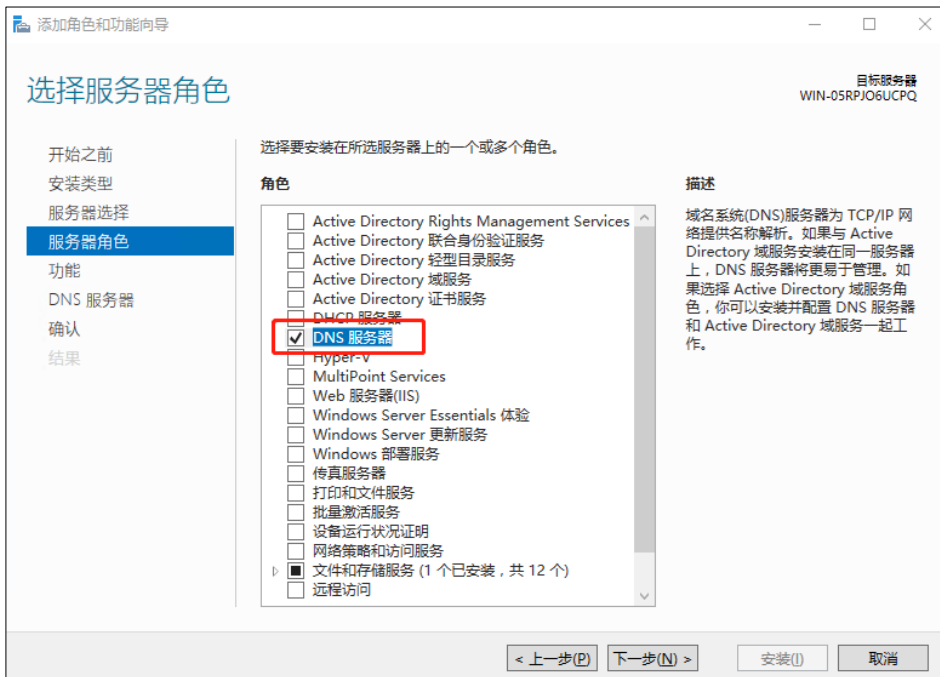 添加角色和功能向导
选择服务器角色
目标服务器
WIN-05RPJO6UCPQ
开始之前
安装类型
服务器选择
服务器角色
功能
DNS 服务器
确认
结果
选择要安装在所选服务器上的一个或多个角色。
角色
Active Directory Rights Management Services
Active Directory 联合身份验证服务
Active Directory 轻型目录服务
Active Directory 域服务
Active Directory 证书服务
DHCP 服务器
DNS 服务器
Hyper-V
MultiPoint Services
Web 服务器(IIS)
Windows Server Essentials 体验
Windows Server 更新服务
Windows 部署服务
传真服务器
打印和文件服务
批量激活服务
设备运行状况证明
网络策略和访问服务
文件和存储服务 (1 个已安装，共 12 个)
远程访问
描述
域名系统(DNS)服务器为 TCP/IP 网
络提供名称解析。如果与 Active
Directory 域服务安装在同一服务器
上，DNS 服务器将更易于管理。如
果选择 Active Directory 域服务角
色，你可以安装并配置 DNS 服务器
和 Active Directory 域服务一起工
作。
< 上一步(P)
下一步(N) >
安装(I)
取消